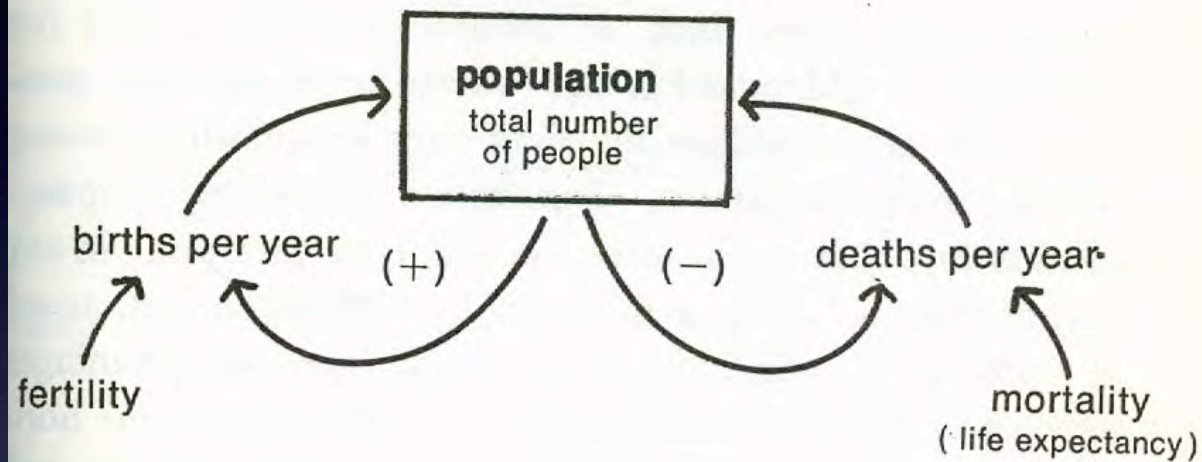 population
total number
of people
births per year
(+)
(−)
deaths per year
fertility
mortality
(life expectancy)